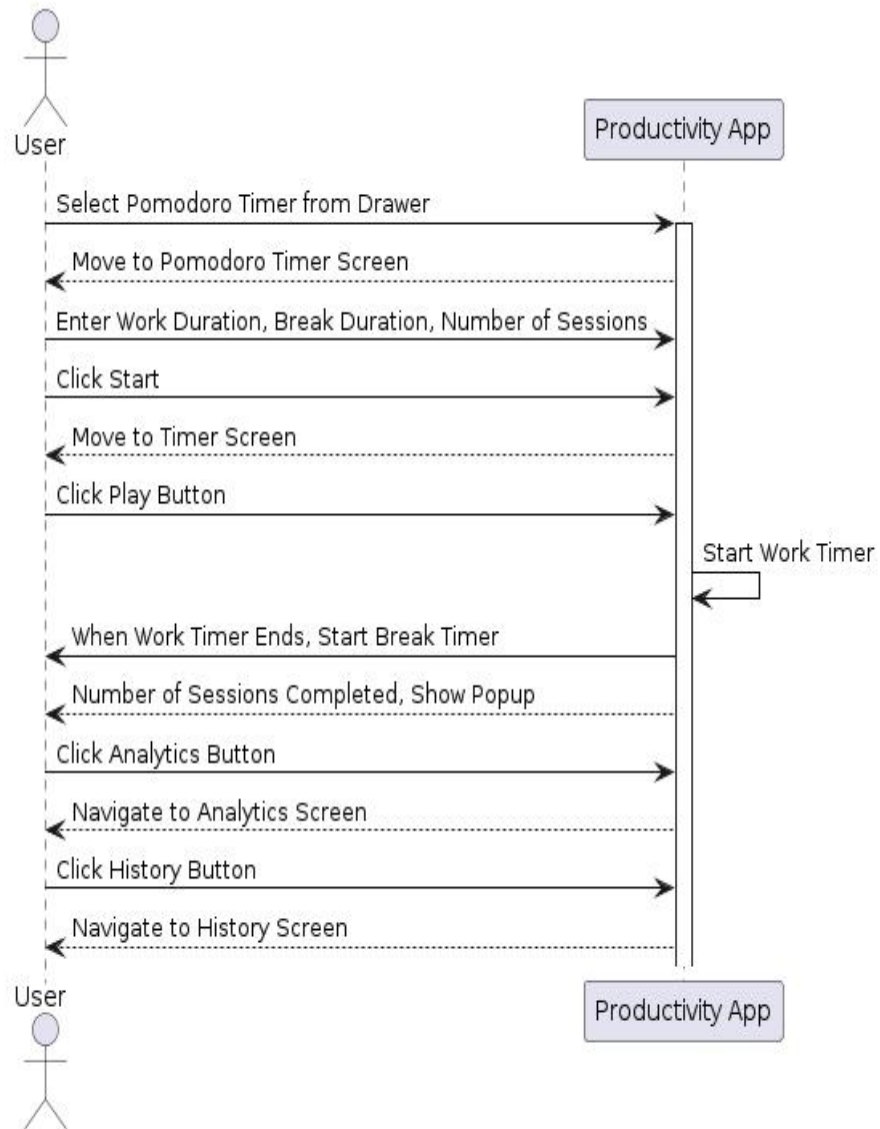 User
Productivity App
Select Pomodoro Timer from Drawer
Move to Pomodoro Timer Screen
Enter Work Duration, Break Duration, Number of Sessions
Click Start
Move to Timer Screen
Click Play Button
Start Work Timer
When Work Timer Ends, Start Break Timer
Number of Sessions Completed, Show Popup
Click Analytics Button
Navigate to Analytics Screen
Click History Button
Navigate to History Screen
User
Productivity App